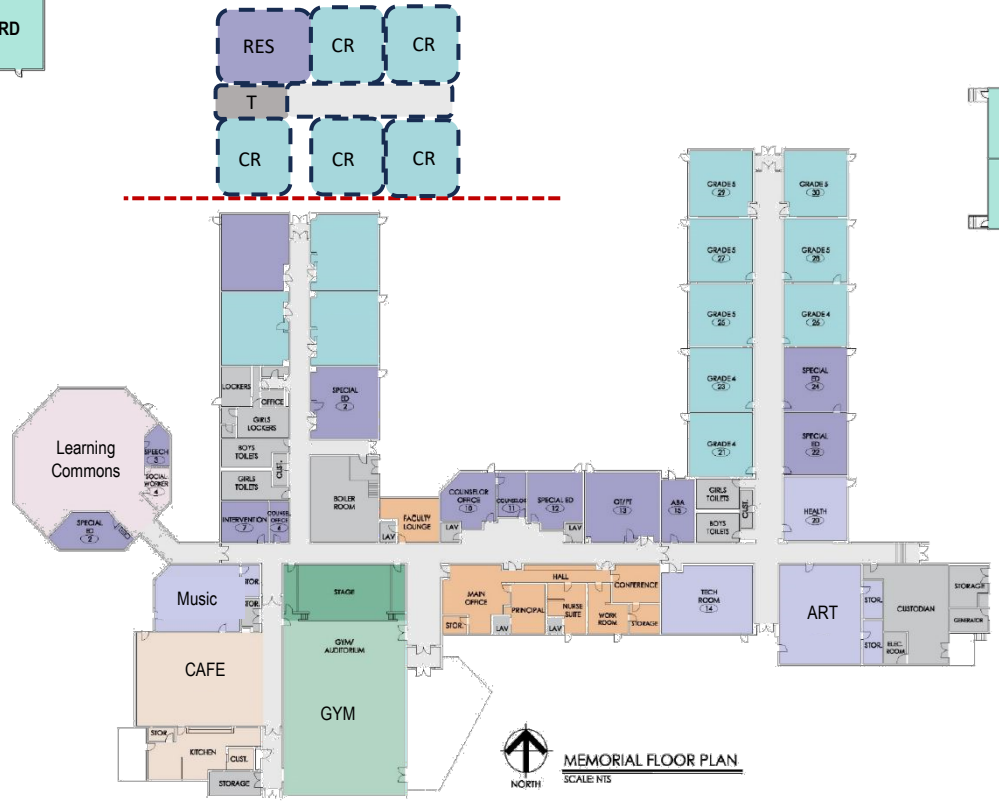 RD
RES
CR
CR
T
CR
CR
CR
GRADE 5
29
GRADE 5
30
GRADE 5
27
GRADE 5
28
GRADE 5
25
GRADE 4
26
GRADE 4
23
SPECIAL
ED
24
GRADE 4
21
SPECIAL
ED
22
LOCKERS
OFFICE
SPECIAL
ED
2
GIRLS
LOCKERS
BOYS
TOILETS
CUST.
GIRLS
TOILETS
Learning
Commons
SPEECH
3
SOCIAL
WORKER
4
SPECIAL
ED
2
INTERVENTION
7
OFFICE
BOILER
ROOM
LAV
FACULTY
LOUNGE
COUNSELOR
OFFICE
10
LAV
COUNSELOR
11
SPECIAL ED
12
LAV
OT/PT
13
ABA
GIRLS
TOILETS
BOYS
TOILETS
CUST.
HEALTH
20
Music
STOR.
STOR.
STAGE
GYM/
AUDITORIUM
GYM
CAFE
STOR.
KITCHEN
CUST.
STORAGE
HALL
MAIN
OFFICE
STOR.
LAV
PRINCIPAL
NURSE
SUITE
LAV
WORK
ROOM
CONFERENCE
STORAGE
TECH
ROOM
14
ART
STOR.
STOR.
CUSTODIAN
ELEC.
ROOM
STORAGE
GENERATOR
NORTH
MEMORIAL FLOOR PLAN
SCALE: NTS